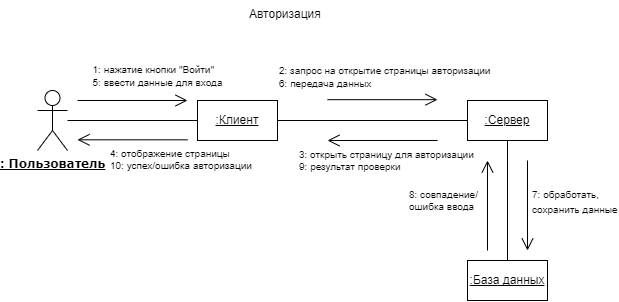 Авторизация
1: нажатие кнопки "Войти"
5: ввести данные для входа
2: запрос на открытие страницы авторизации
6: передача данных
:Клиент
:Сервер
: Пользователь
4: отображение страницы
10: успех/ошибка авторизации
3: открыть страницу для авторизации
9: результат проверки
8: совпадение/
ошибка ввода
7: обработать,
сохранить данные
:База данных